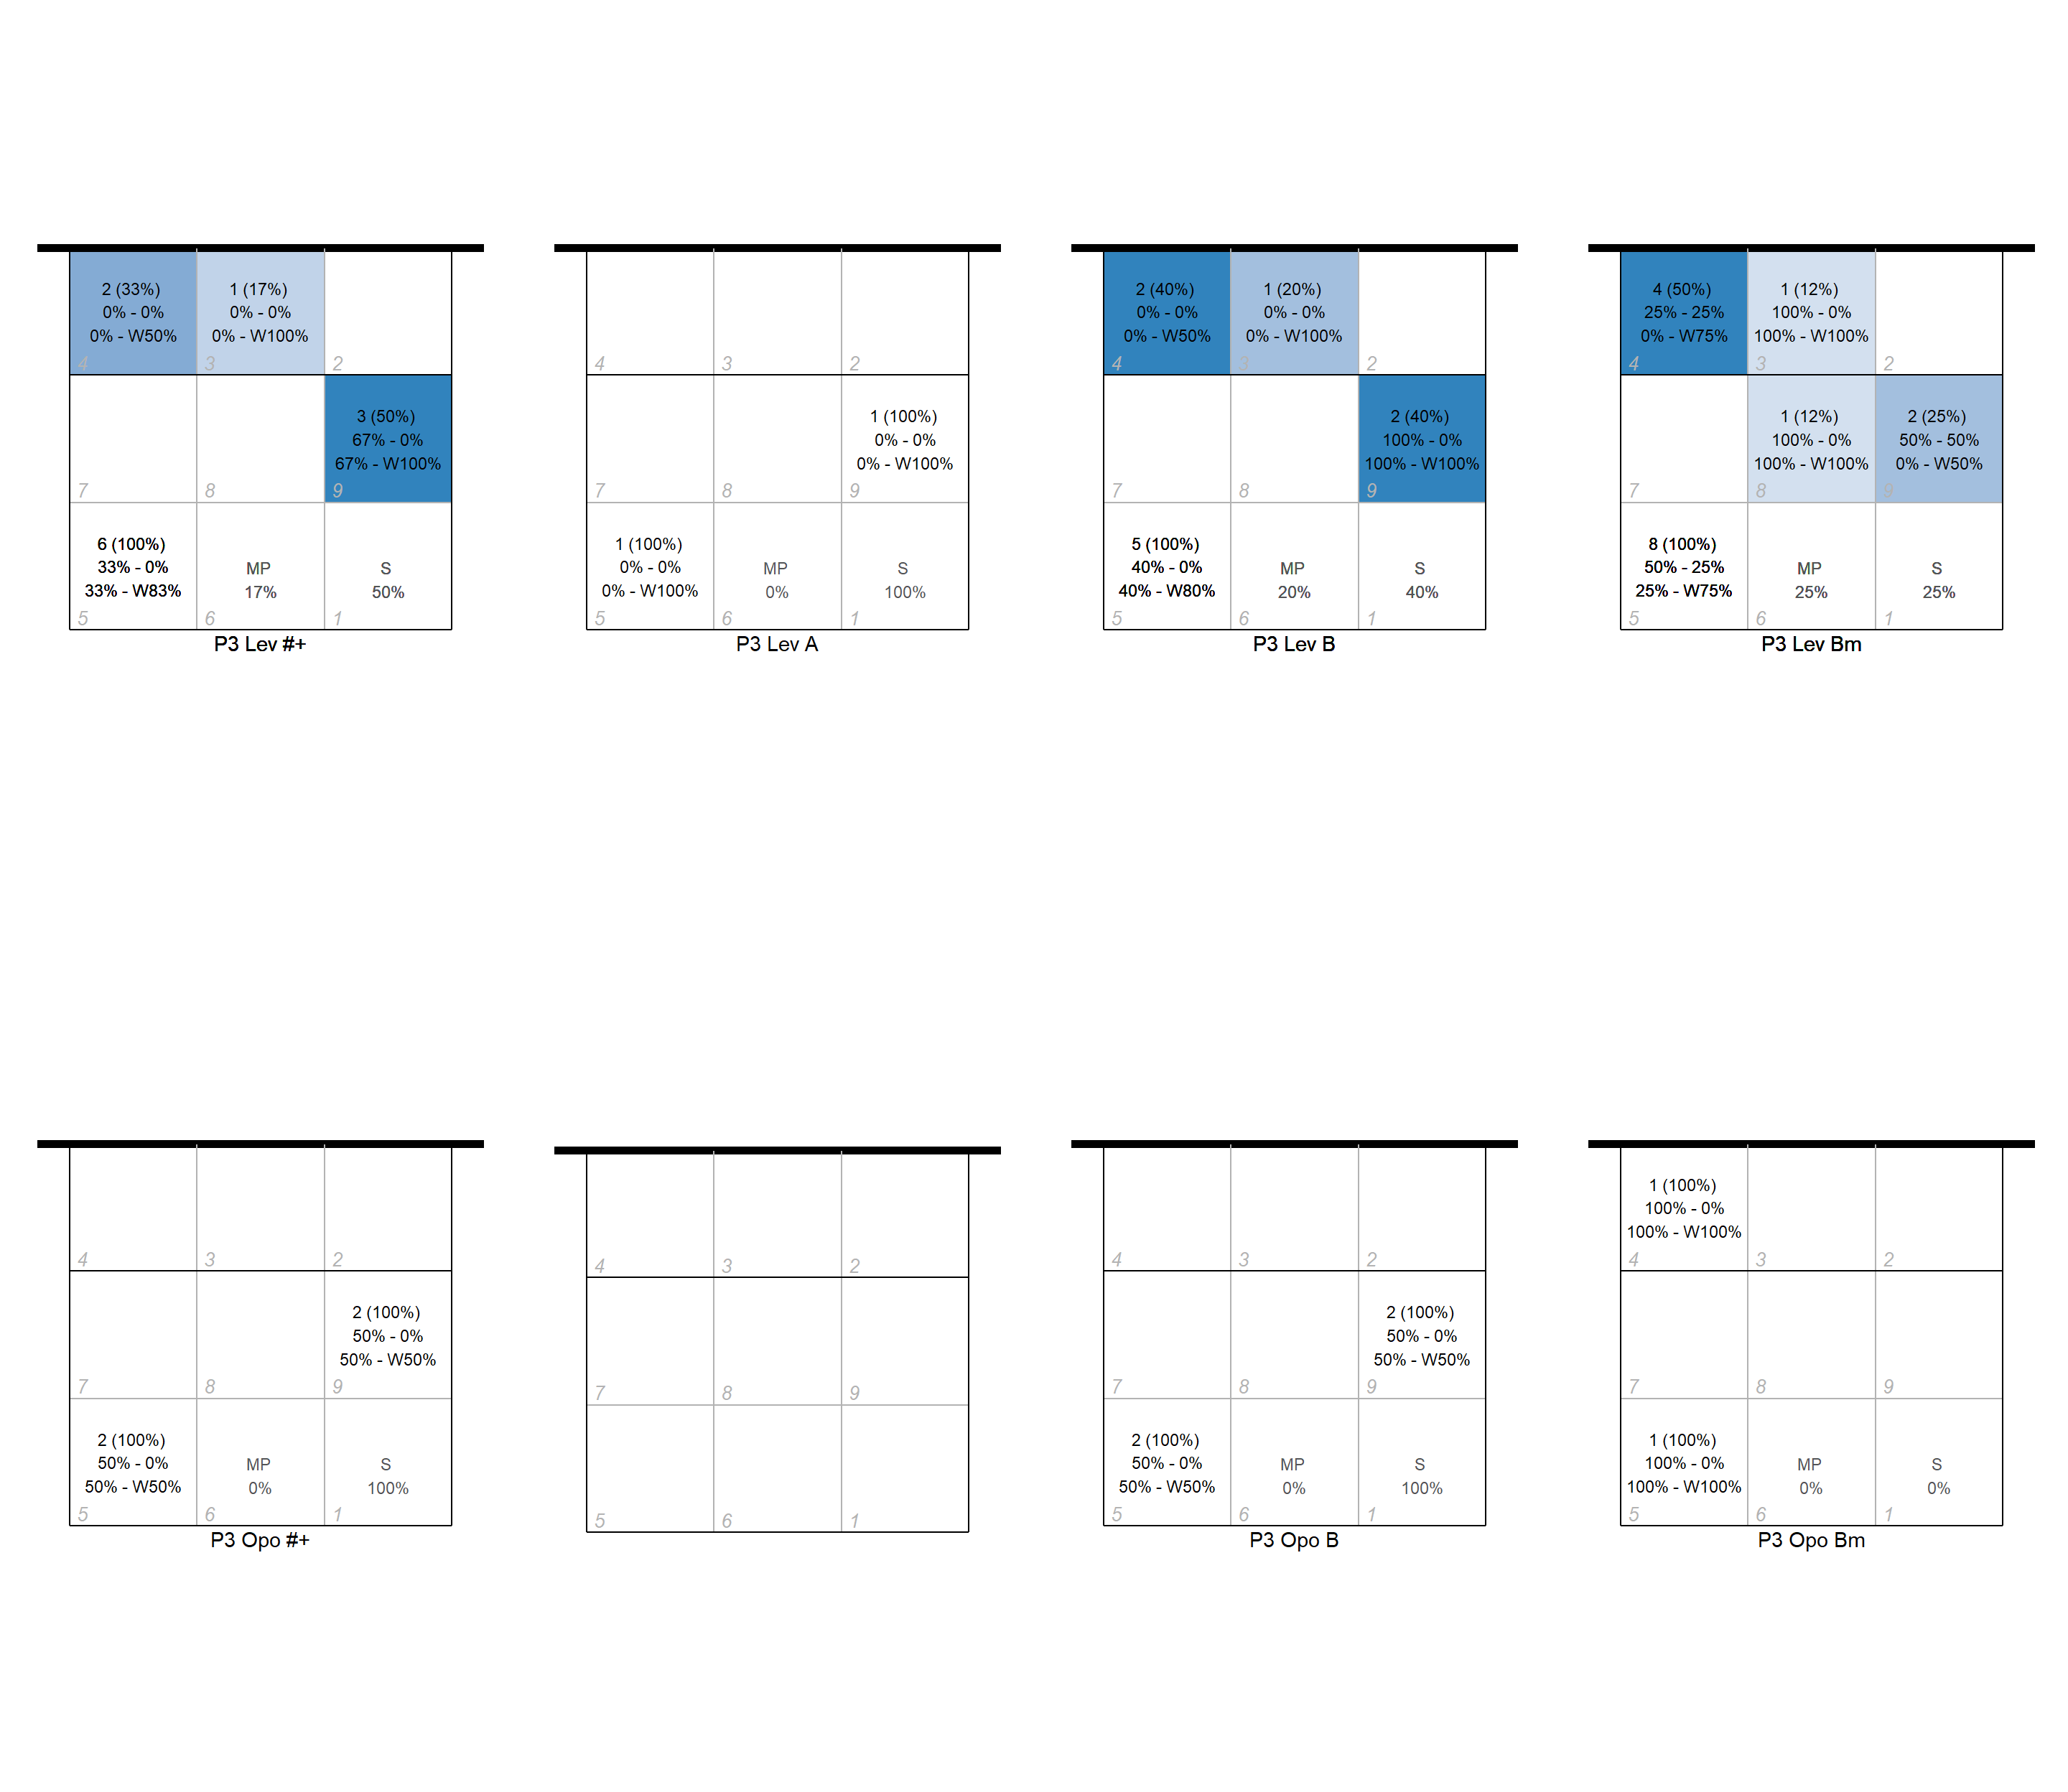 2 (33%)
0% - 0%
0% - W50%
4
1 (17%)
0% - 0%
0% - W100%
3
2
7
8
3 (50%)
67% - 0%
67% - W100%
9
6 (100%)
33% - 0%
33% - W83%
5
MP
17%
6
S
50%
1
P3 Lev #+
4
3
2
7
8
1 (100%)
0% - 0%
0% - W100%
9
1 (100%)
0% - 0%
0% - W100%
5
MP
0%
6
S
100%
1
P3 Lev A
2 (40%)
0% - 0%
0% - W50%
4
1 (20%)
0% - 0%
0% - W100%
3
2
7
8
2 (40%)
100% - 0%
100% - W100%
9
5 (100%)
40% - 0%
40% - W80%
5
MP
20%
6
S
40%
1
P3 Lev B
4 (50%)
25% - 25%
0% - W75%
4
1 (12%)
100% - 0%
100% - W100%
3
2
7
1 (12%)
100% - 0%
100% - W100%
8
2 (25%)
50% - 50%
0% - W50%
9
8 (100%)
50% - 25%
25% - W75%
5
MP
25%
6
S
25%
1
P3 Lev Bm
4
3
2
7
8
2 (100%)
50% - 0%
50% - W50%
9
2 (100%)
50% - 0%
50% - W50%
5
MP
0%
6
S
100%
1
P3 Opo #+
4
3
2
7
8
9
5
6
1
4
3
2
7
8
2 (100%)
50% - 0%
50% - W50%
9
2 (100%)
50% - 0%
50% - W50%
5
MP
0%
6
S
100%
1
P3 Opo B
1 (100%)
100% - 0%
100% - W100%
4
3
2
7
8
9
1 (100%)
100% - 0%
100% - W100%
5
MP
0%
6
S
0%
1
P3 Opo Bm